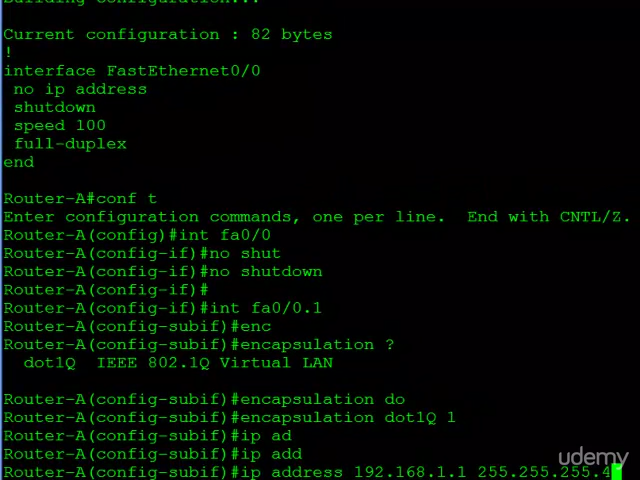 Building configuration...
Current configuration : 82 bytes
!
interface FastEthernet0/0
no ip address
shutdown
speed 100
full-duplex
end
Router-A#conf t
Enter configuration commands, one per line.  End with CNTL/Z.
Router-A(config)#int fa0/0
Router-A(config-if)#no shut
Router-A(config-if)#no shutdown
Router-A(config-if)#
Router-A(config-if)#int fa0/0.1
Router-A(config-subif)#enc
Router-A(config-subif)#encapsulation ?
dot1Q  IEEE 802.1Q Virtual LAN
Router-A(config-subif)#encapsulation do
Router-A(config-subif)#encapsulation dot1Q 1
Router-A(config-subif)#ip ad
Router-A(config-subif)#ip add
Router-A(config-subif)#ip address 192.168.1.1 255.255.255.4
udemy